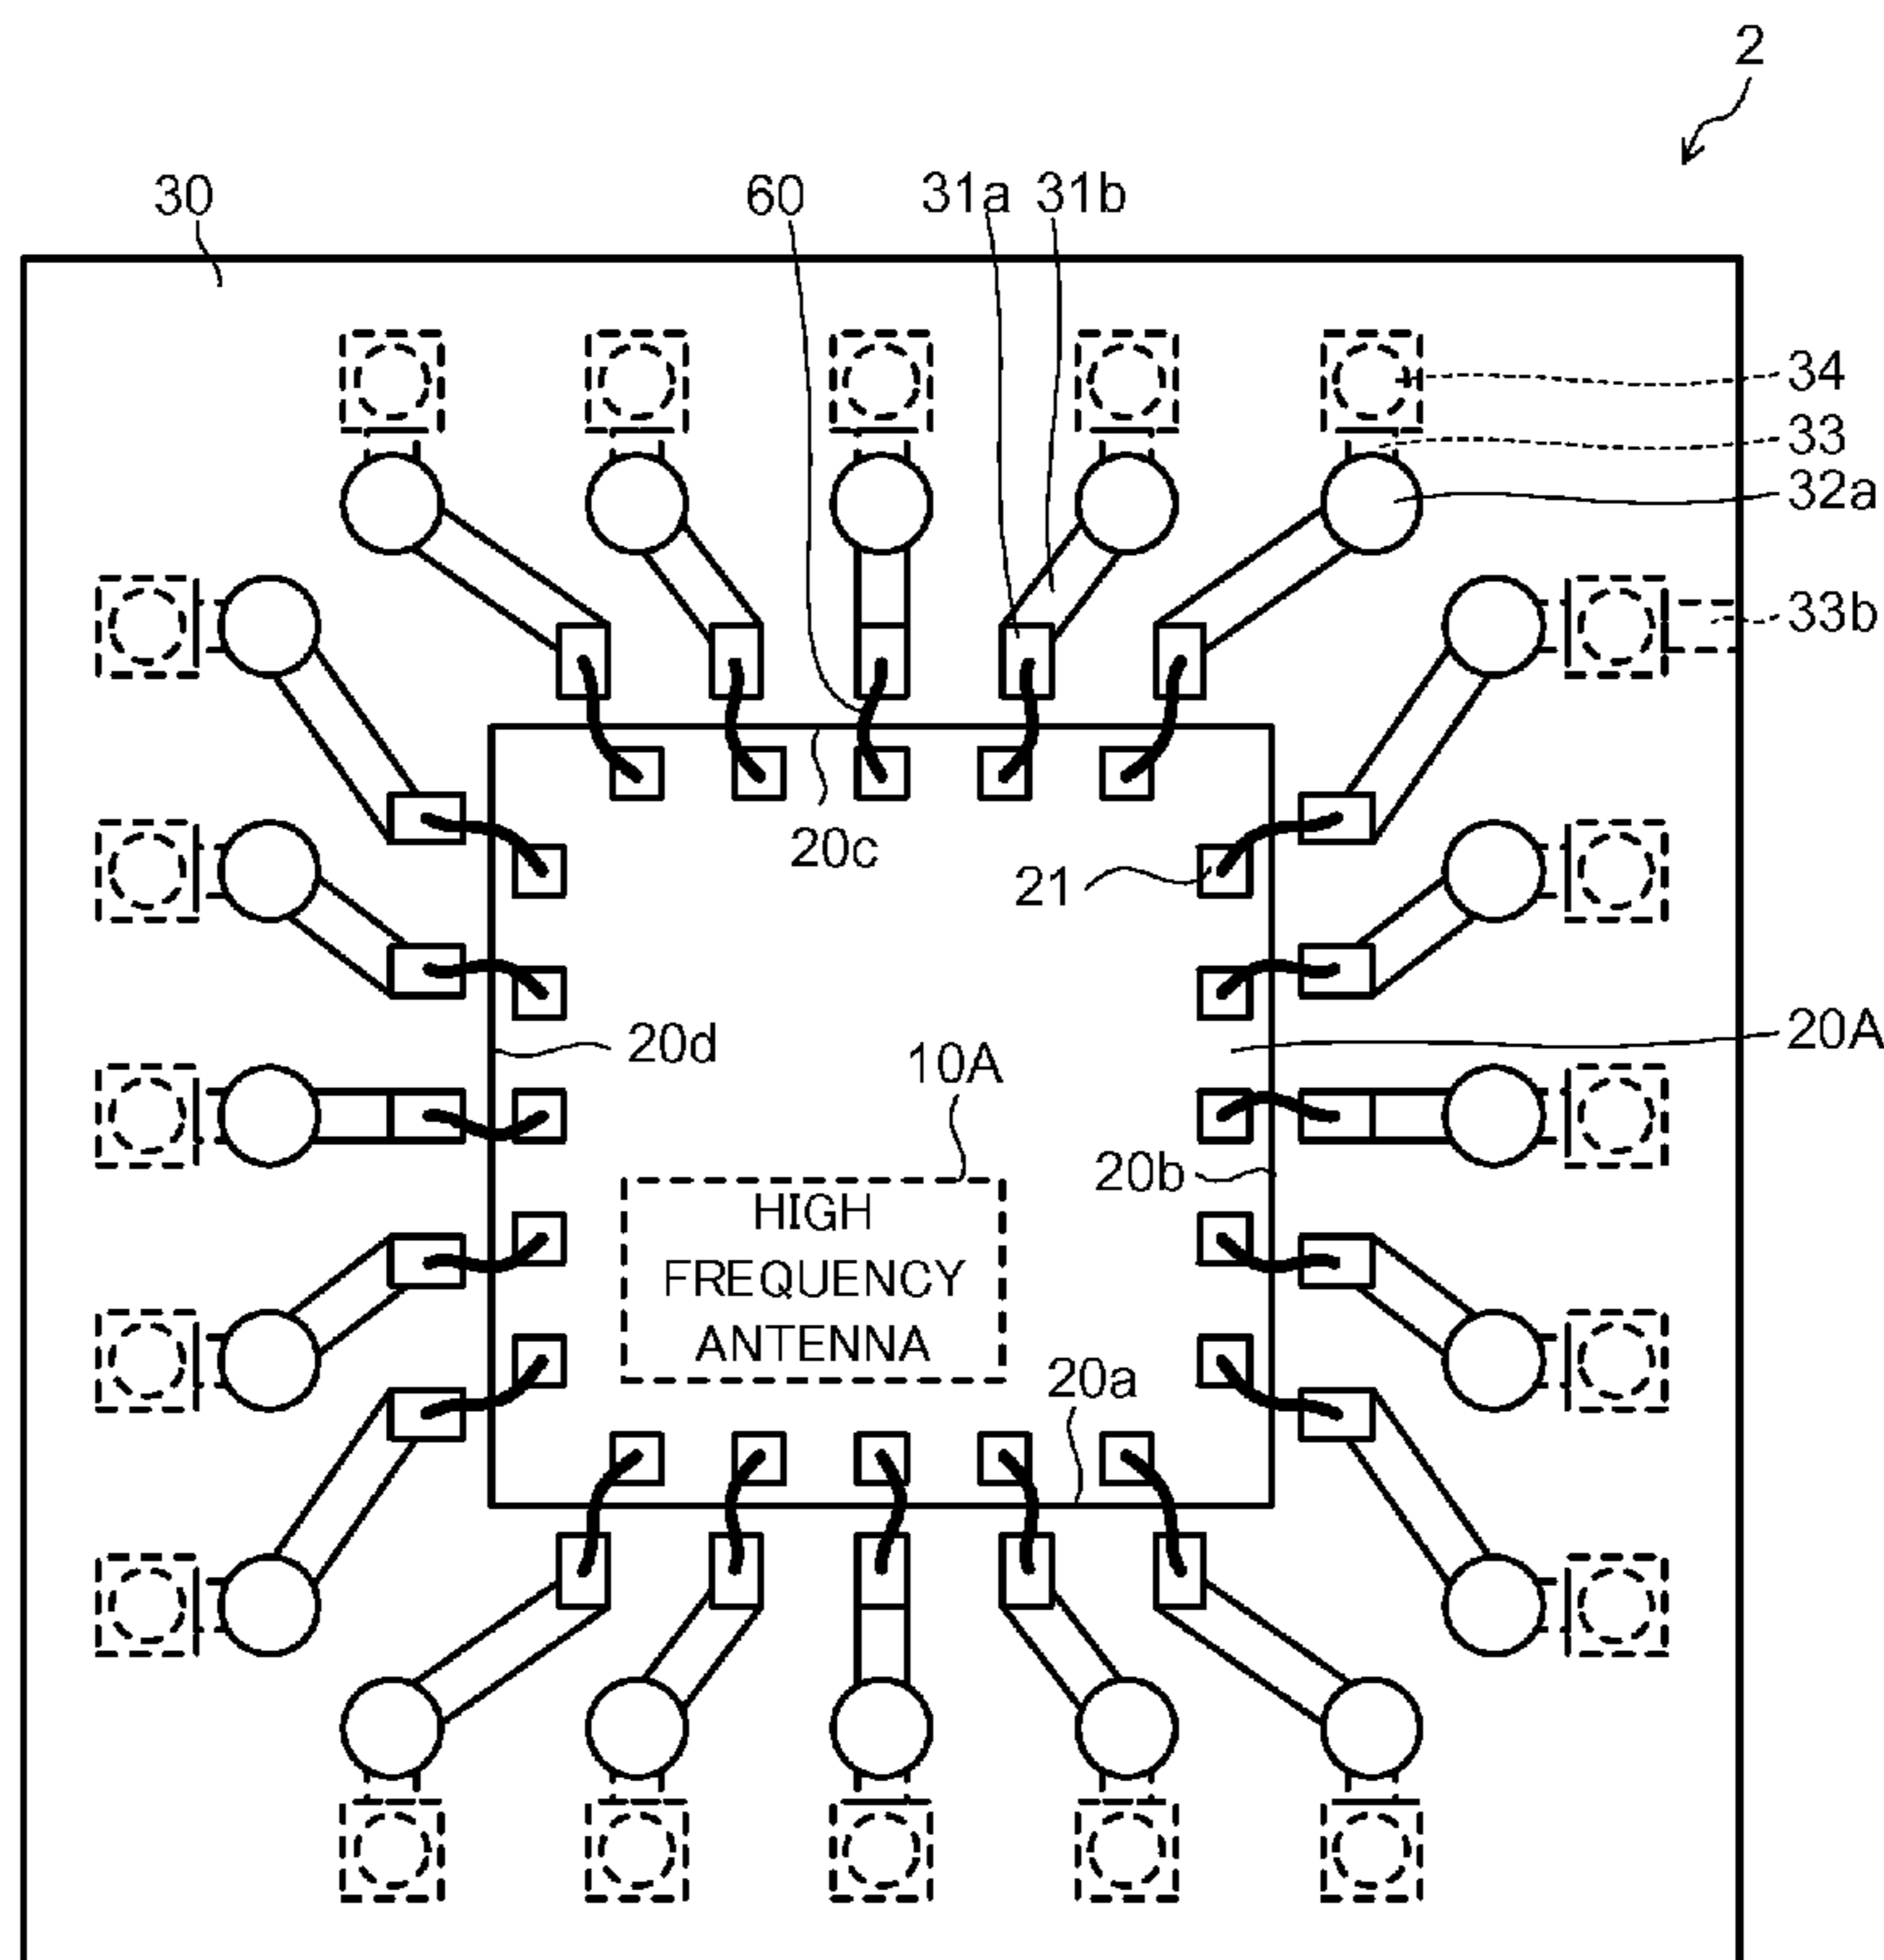 2
30
60
31a
31b
34
33
32a
33b
20c
21
20d
10A
20A
20b
HIGH
FREQUENCY
ANTENNA
20a